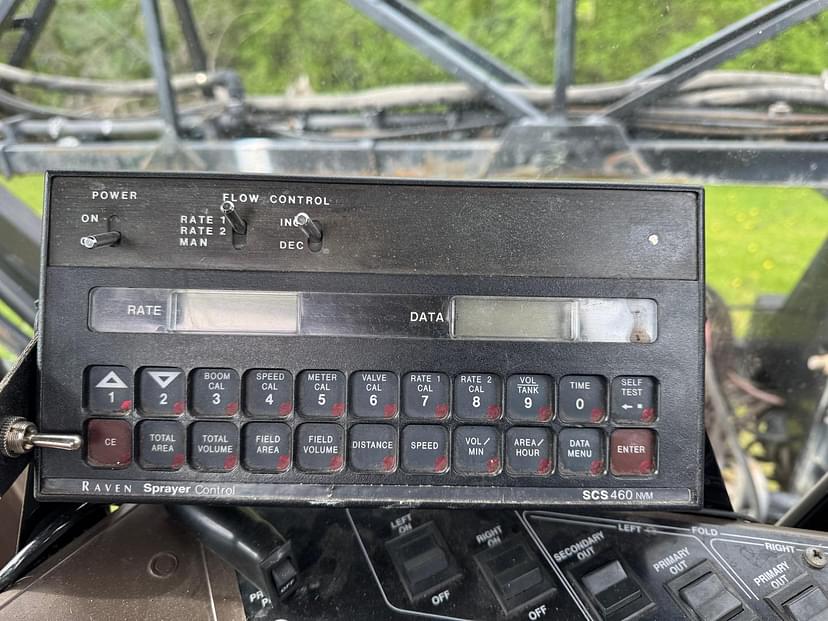 POWER
FLOW CONTROL
ON
RATE 1
RATE 2
MAN
INC
DEC
RATE
DATA
1
2
BOOM CAL 3
SPEED CAL 4
METER CAL 5
VALVE CAL 6
RATE 1 CAL 7
RATE 2 CAL 8
VOL TANK 9
TIME 0
SELF TEST
CE
TOTAL AREA
TOTAL VOLUME
FIELD AREA
FIELD VOLUME
DISTANCE
SPEED
VOL/MIN
AREA/HOUR
DATA MENU
ENTER
RAVEN Sprayer Control
SCS 460 NVM
LEFT ON
OFF
RIGHT ON
OFF
LEFT FOLD RIGHT
SECONDARY OUT
PRIMARY OUT
PRIMARY OUT